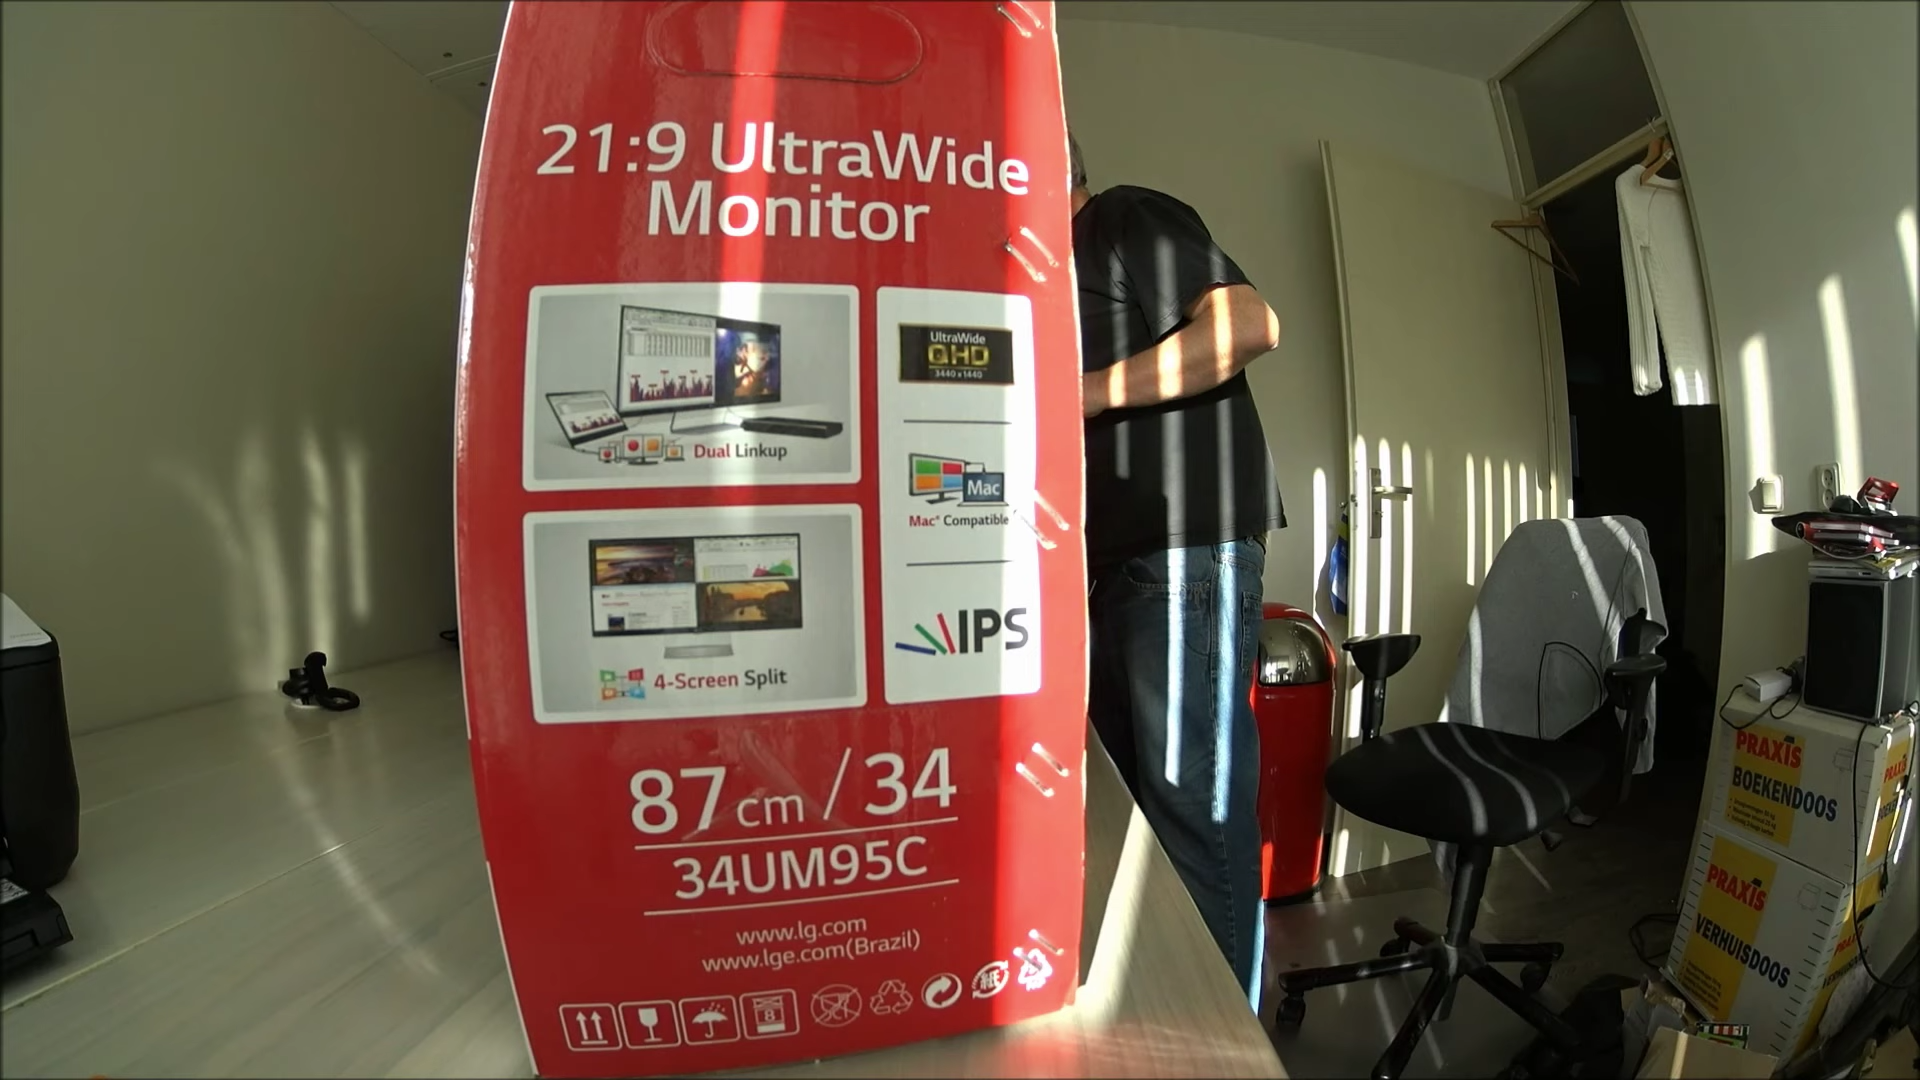 21:9 UltraWide
Monitor
Dual Linkup
UltraWide
QHD
3440 x 1440
Mac
Mac® Compatible
4-Screen Split
IPS
87 cm / 34
34UM95C
www.lg.com
www.lge.com(Brazil)
8
PRAXIS
BOEKENDOOS
PRAXIS
VERHUISDOOS